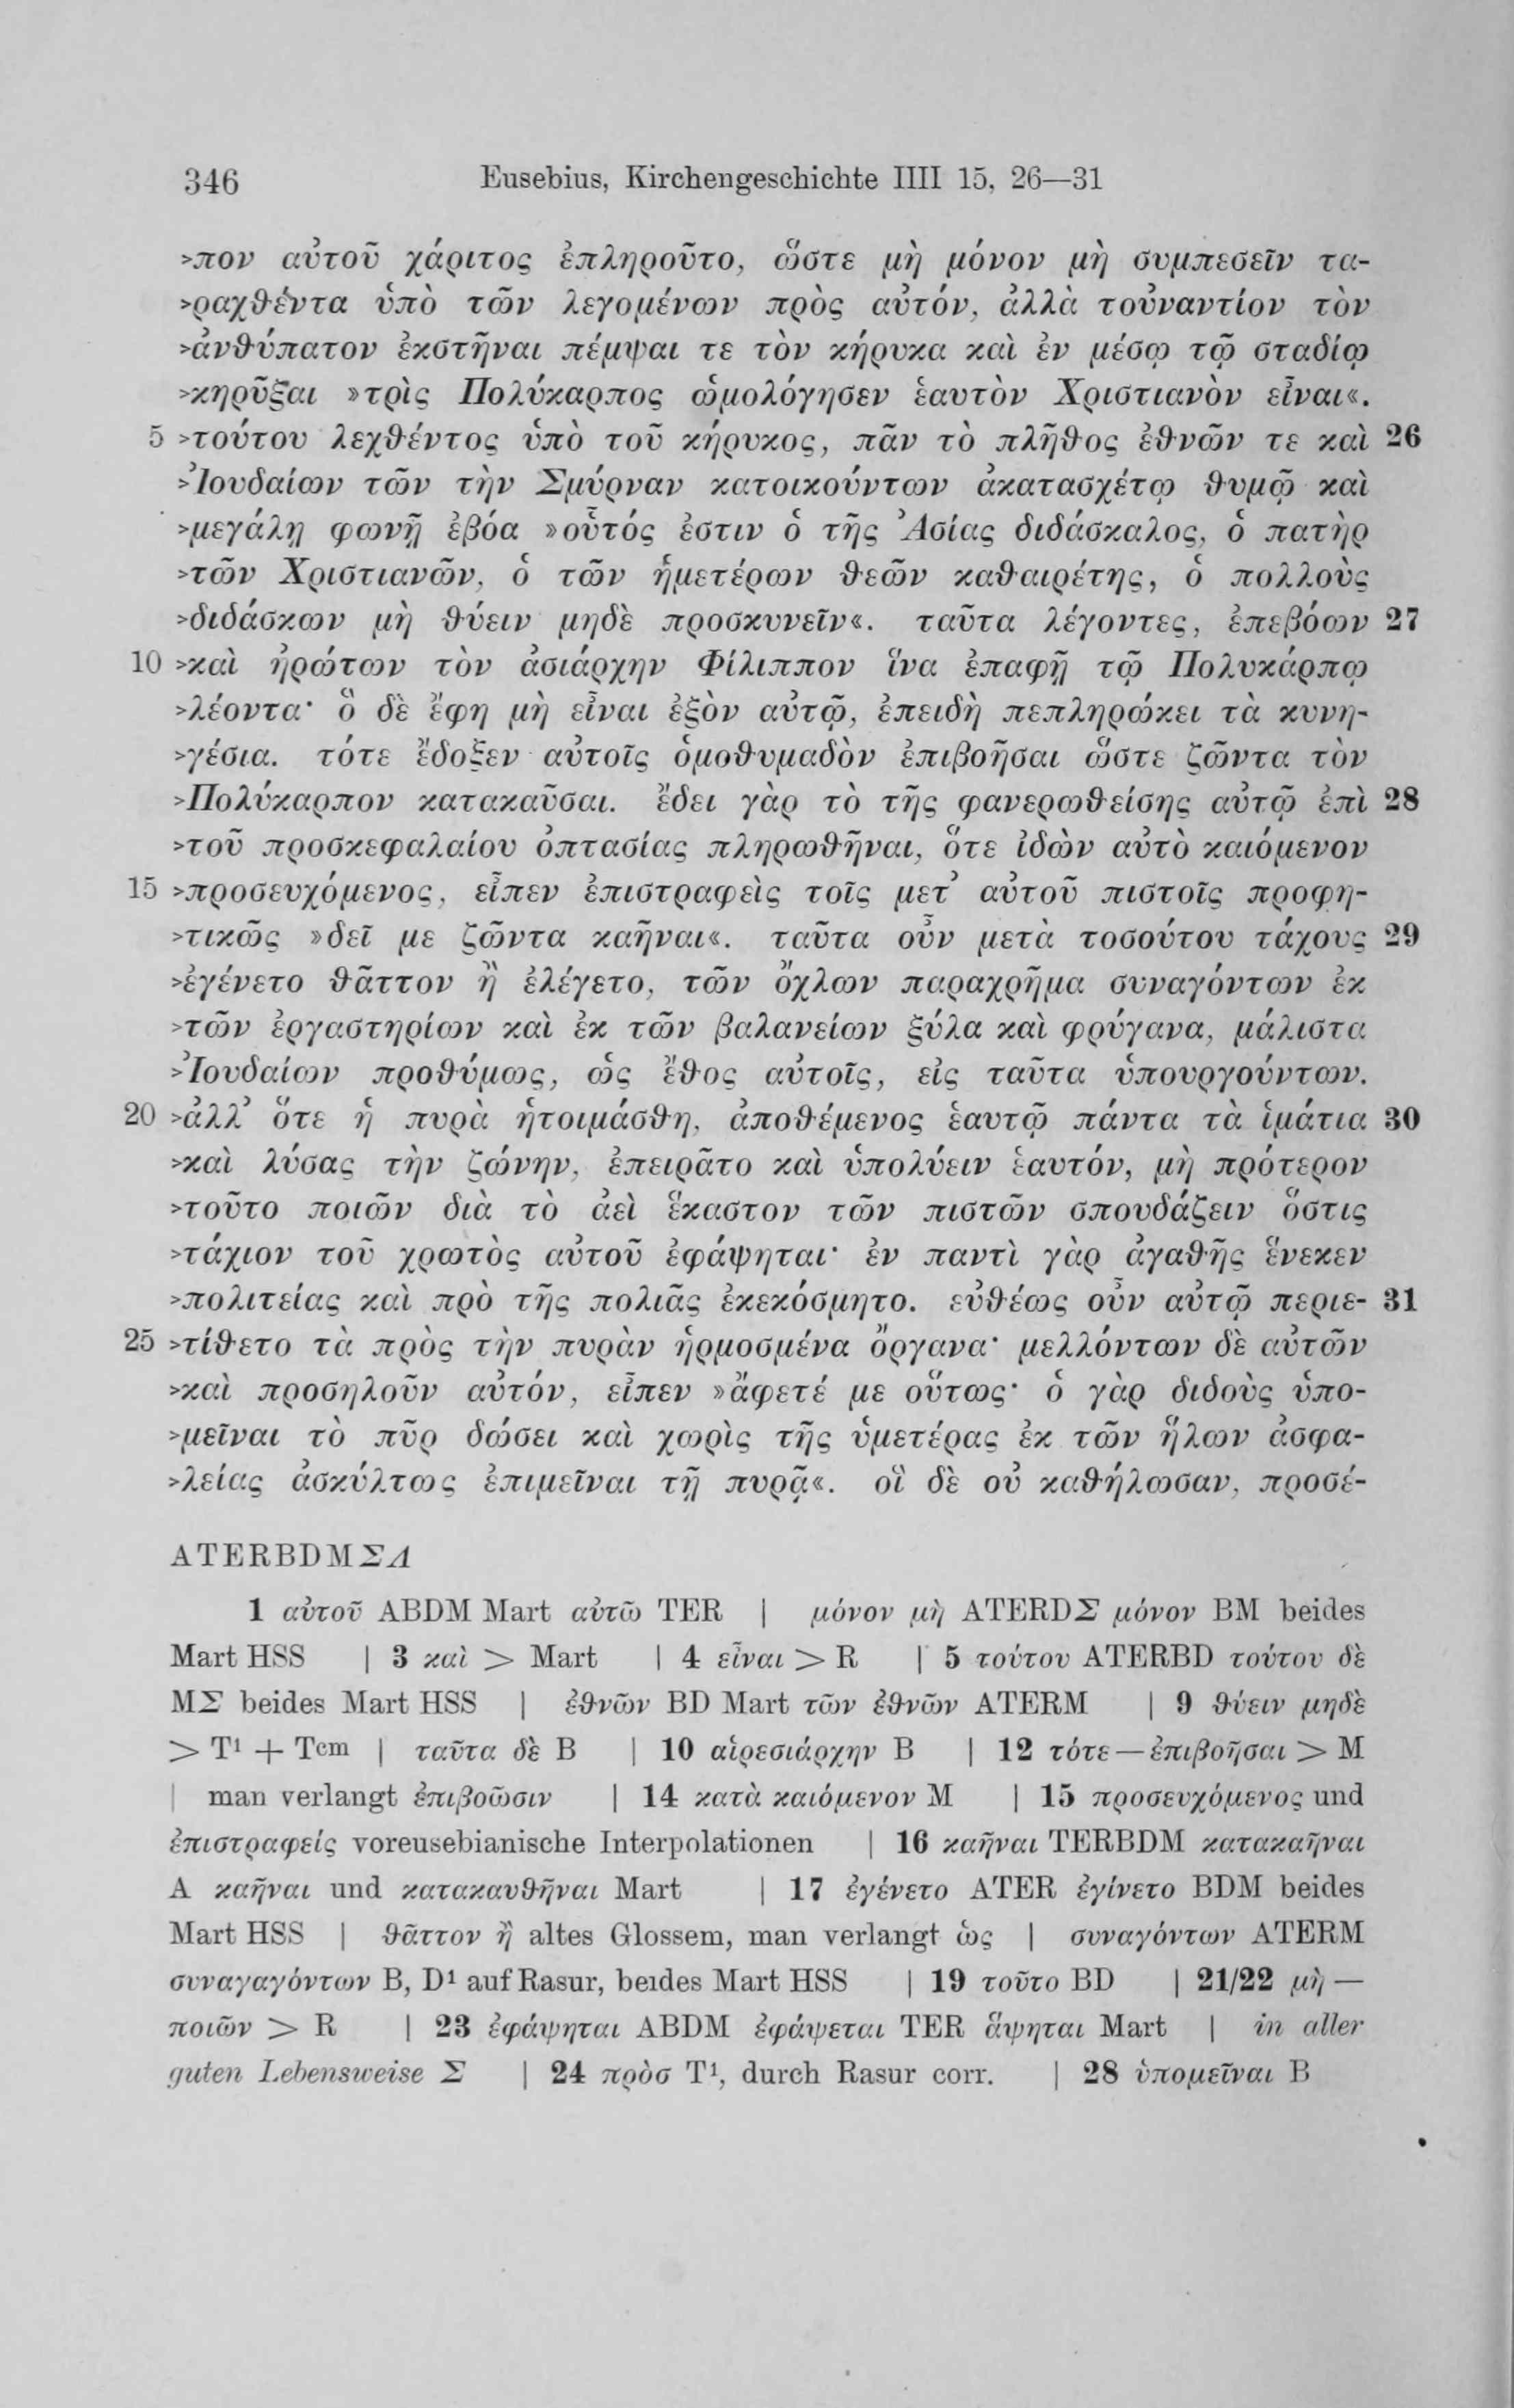 346 Eusebius, Kirchengeschichte IIII 15, 26—31
>πον αὐτοῦ χάριτος ἐπληροῦτο, ὥστε μὴ μόνον μὴ συμπεσεῖν τα-
>ραχθέντα ὑπὸ τῶν λεγομένων πρὸς αὐτόν, ἀλλὰ τοὐναντίον τὸν
>ἀνθύπατον ἐκστῆναι πέμψαι τε τὸν κήρυκα καὶ ἐν μέσῳ τῷ σταδίῳ
>κηρῦξαι »τρὶς Πολύκαρπος ὡμολόγησεν ἑαυτὸν Χριστιανὸν εἶναι«.
5 >τούτου λεχθέντος ὑπὸ τοῦ κήρυκος, πᾶν τὸ πλῆθος ἐθνῶν τε καὶ 26
>Ἰουδαίων τῶν τὴν Σμύρναν κατοικούντων ἀκατασχέτῳ θυμῷ καὶ
>μεγάλῃ φωνῇ ἐβόα »οὗτός ἐστιν ὁ τῆς Ἀσίας διδάσκαλος, ὁ πατὴρ
>τῶν Χριστιανῶν, ὁ τῶν ἡμετέρων θεῶν καθαιρέτης, ὁ πολλοὺς
>διδάσκων μὴ θύειν μηδὲ προσκυνεῖν«. ταῦτα λέγοντες, ἐπεβόων 27
10 >καὶ ἠρώτων τὸν ἀσιάρχην Φίλιππον ἵνα ἐπαφῇ τῷ Πολυκάρπῳ
>λέοντα· ὃ δὲ ἔφη μὴ εἶναι ἐξὸν αὐτῷ, ἐπειδὴ πεπληρώκει τὰ κυνη-
>γέσια. τότε ἔδοξεν αὐτοῖς ὁμοθυμαδὸν ἐπιβοῆσαι ὥστε ζῶντα τὸν
>Πολύκαρπον κατακαῦσαι. ἔδει γὰρ τὸ τῆς φανερωθείσης αὐτῷ ἐπὶ 28
>τοῦ προσκεφαλαίου ὀπτασίας πληρωθῆναι, ὅτε ἰδὼν αὐτὸ καιόμενον
15 >προσευχόμενος, εἶπεν ἐπιστραφεὶς τοῖς μετ᾽ αὐτοῦ πιστοῖς προφη-
>τικῶς »δεῖ με ζῶντα καῆναι«. ταῦτα οὖν μετὰ τοσούτου τάχους 29
>ἐγένετο θᾶττον ἢ ἐλέγετο, τῶν ὄχλων παραχρῆμα συναγόντων ἐκ
>τῶν ἐργαστηρίων καὶ ἐκ τῶν βαλανείων ξύλα καὶ φρύγανα, μάλιστα
>Ἰουδαίων προθύμως, ὡς ἔθος αὐτοῖς, εἰς ταῦτα ὑπουργούντων.
20 >ἀλλ᾽ ὅτε ἡ πυρὰ ἡτοιμάσθη, ἀποθέμενος ἑαυτῷ πάντα τὰ ἱμάτια 30
>καὶ λύσας τὴν ζώνην, ἐπειρᾶτο καὶ ὑπολύειν ἑαυτόν, μὴ πρότερον
>τοῦτο ποιῶν διὰ τὸ ἀεὶ ἕκαστον τῶν πιστῶν σπουδάζειν ὅστις
>τάχιον τοῦ χρωτὸς αὐτοῦ ἐφάψηται· ἐν παντὶ γὰρ ἀγαθῆς ἕνεκεν
>πολιτείας καὶ πρὸ τῆς πολιᾶς ἐκεκόσμητο. εὐθέως οὖν αὐτῷ περιε- 31
25 >τίθετο τὰ πρὸς τὴν πυρὰν ἡρμοσμένα ὄργανα· μελλόντων δὲ αὐτῶν
>καὶ προσηλοῦν αὐτόν, εἶπεν »ἄφετέ με οὕτως· ὁ γὰρ διδοὺς ὑπο-
>μεῖναι τὸ πῦρ δώσει καὶ χωρὶς τῆς ὑμετέρας ἐκ τῶν ἥλων ἀσφα-
>λείας ἀσκύλτως ἐπιμεῖναι τῇ πυρᾷ«. οἳ δὲ οὐ καθήλωσαν, προσέ-
ATERBDMΣΛ
1 αὐτοῦ ABDM Mart αὐτῶ TER | μόνον μὴ ATERDΣ μόνον BM beides
Mart HSS | 3 καὶ > Mart | 4 εἶναι > R | 5 τούτου ATERBD τούτου δὲ
MΣ beides Mart HSS | ἐθνῶν BD Mart τῶν ἐθνῶν ATERM | 9 θύειν μηδὲ
> T¹ + Tcm | ταῦτα δὲ B | 10 αἱρεσιάρχην B | 12 τότε—ἐπιβοῆσαι > M
| man verlangt ἐπιβοῶσιν | 14 κατὰ καιόμενον M | 15 προσευχόμενος und
ἐπιστραφείς voreusebianische Interpolationen | 16 καῆναι TERBDM κατακαῆναι
A καῆναι und κατακαυθῆναι Mart | 17 ἐγένετο ATER ἐγίνετο BDM beides
Mart HSS | θᾶττον ἢ altes Glossem, man verlangt ὡς | συναγόντων ATERM
συναγαγόντων B, D¹ auf Rasur, beides Mart HSS | 19 τοῦτο BD | 21/22 μὴ —
ποιῶν > R | 23 ἐφάψηται ABDM ἐφάψεται TER ἅψηται Mart | in aller
guten Lebensweise Σ | 24 πρὸσ T¹, durch Rasur corr. | 28 ὑπομεῖναι B